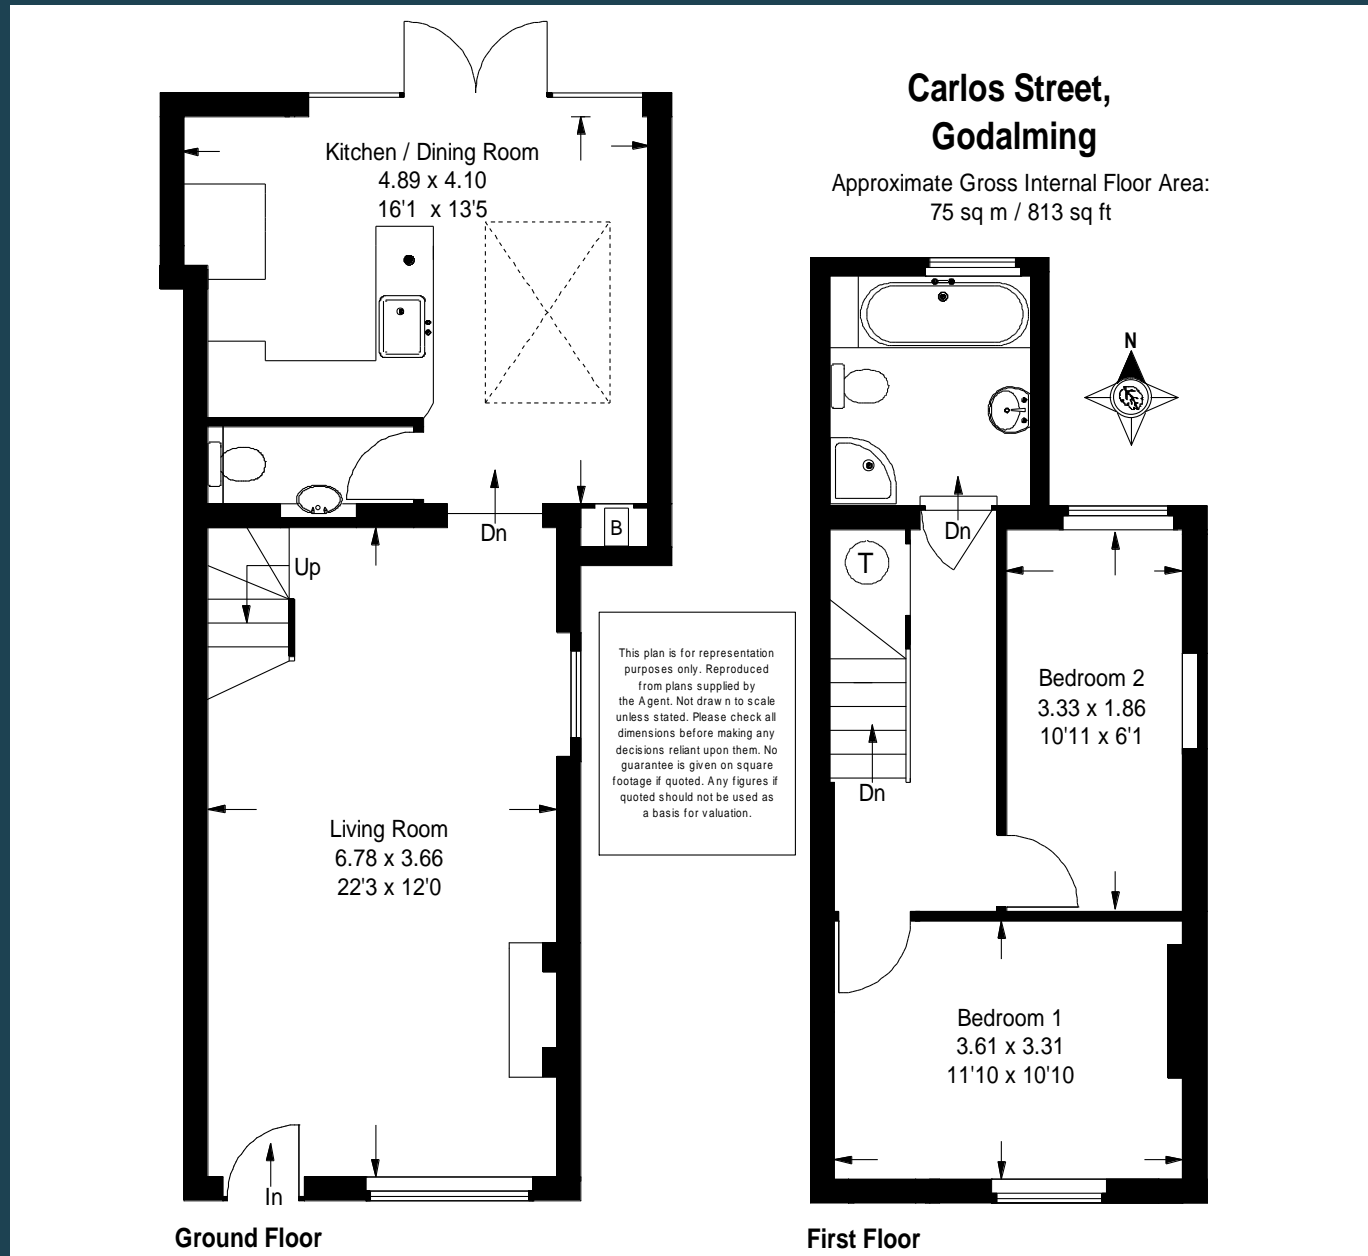 Carlos Street,
Godalming
Approximate Gross Internal Floor Area:
75 sq m / 813 sq ft
Kitchen / Dining Room
4.89 x 4.10
16'1 x 13'5
N
B
Dn
Up
Living Room
6.78 x 3.66
22'3 x 12'0
In
Ground Floor
This plan is for representation
purposes only. Reproduced
from plans supplied by
the Agent. Not drawn to scale
unless stated. Please check all
dimensions before making any
decisions reliant upon them. No
guarantee is given on square
footage if quoted. Any figures if
quoted should not be used as
a basis for valuation.
Dn
T
Bedroom 2
3.33 x 1.86
10'11 x 6'1
Dn
Bedroom 1
3.61 x 3.31
11'10 x 10'10
First Floor